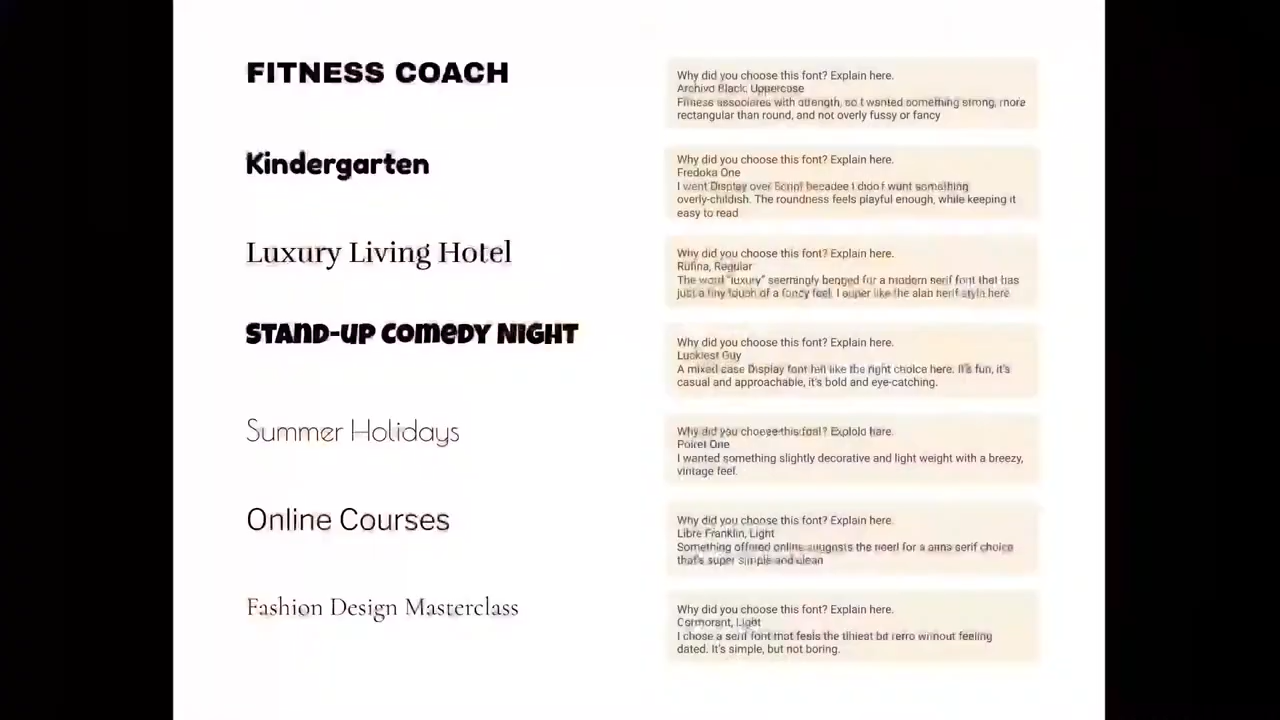 FITNESS COACH
Why did you choose this font? Explain here.
Archivo Black, Uppercase
Fitness associates with strength, so I wanted something strong, more
rectangular than round, and not overly fussy or fancy
Kindergarten
Why did you choose this font? Explain here.
Fredoka One
I went Display over Script because I didn't want something
overly-childish. The roundness feels playful enough, while keeping it
easy to read
Luxury Living Hotel
Why did you choose this font? Explain here.
Rufina, Regular
The word "luxury" seemingly begged for a modern serif font that has
just a tiny touch of a fancy feel. I super like the slab serif style here
STAND-UP COMEDY NIGHT
Why did you choose this font? Explain here.
Luckiest Guy
A mixed case Display font felt like the right choice here. It's fun, it's
casual and approachable, it's bold and eye-catching.
Summer Holidays
Why did you choose this font? Explain here.
Poiret One
I wanted something slightly decorative and light weight with a breezy,
vintage feel.
Online Courses
Why did you choose this font? Explain here.
Libre Franklin, Light
Something offered online suggests the need for a sans serif choice
that's super simple and clean
Fashion Design Masterclass
Why did you choose this font? Explain here.
Cormorant, Light
I chose a serif font that feels the tiniest bit retro without feeling
dated. It's simple, but not boring.